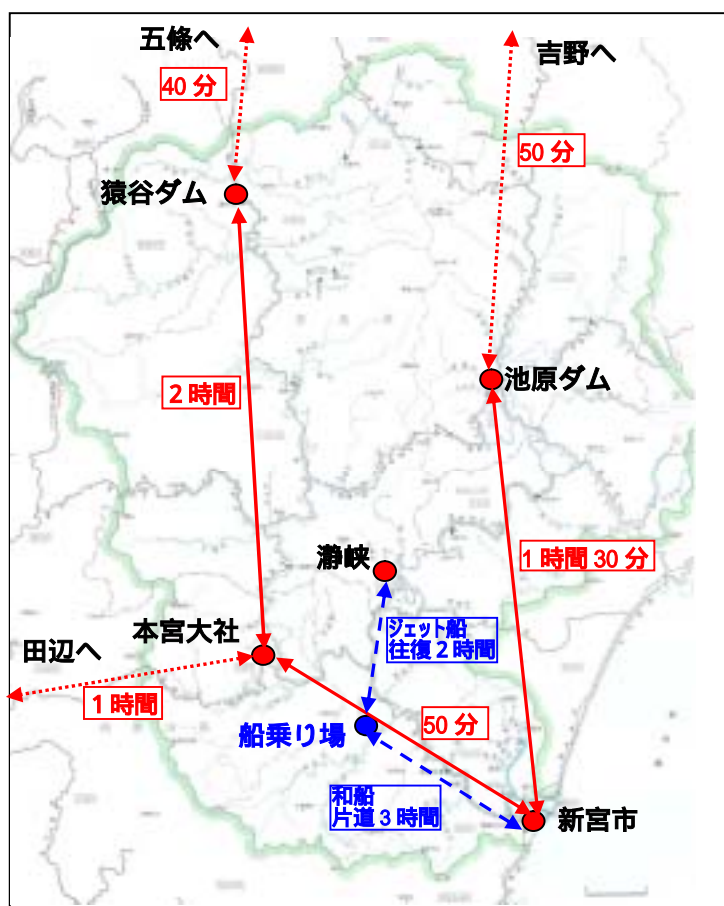 五條へ
吉野へ
40 分
50 分
猿谷ダム
池原ダム
2 時間
1 時間 30 分
瀞峡
ジェット船
往復 2 時間
本宮大社
田辺へ
1 時間
船乗り場
50 分
和船
片道 3 時間
新宮市